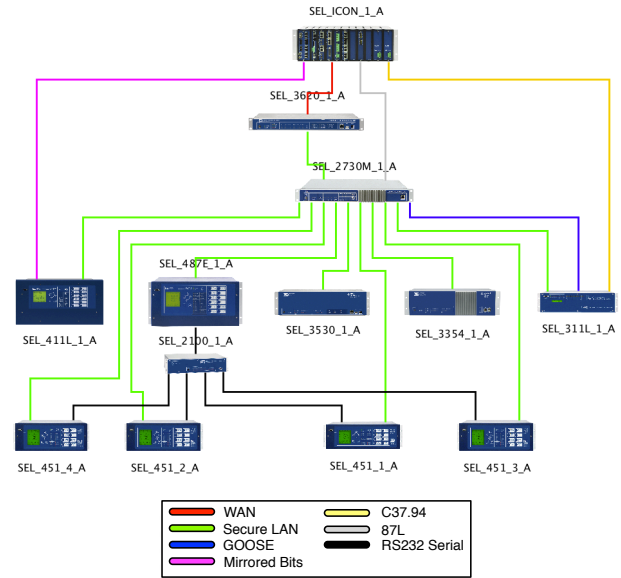 SEL_ICON_1_A
SEL_3620_1_A
SEL_2730M_1_A
SEL_487E_1_A
SEL_411L_1_A
SEL_2100_1_A
SEL_3530_1_A
SEL_3354_1_A
SEL_311L_1_A
SEL_451_4_A
SEL_451_2_A
SEL_451_1_A
SEL_451_3_A
WAN
Secure LAN
GOOSE
Mirrored Bits
C37.94
87L
RS232 Serial